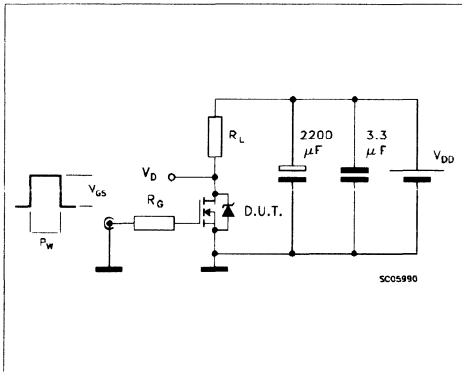 R_L
2200
μF
3.3
μF
V_DD
V_D
V_GS
R_G
D.U.T.
P_W
SC05990